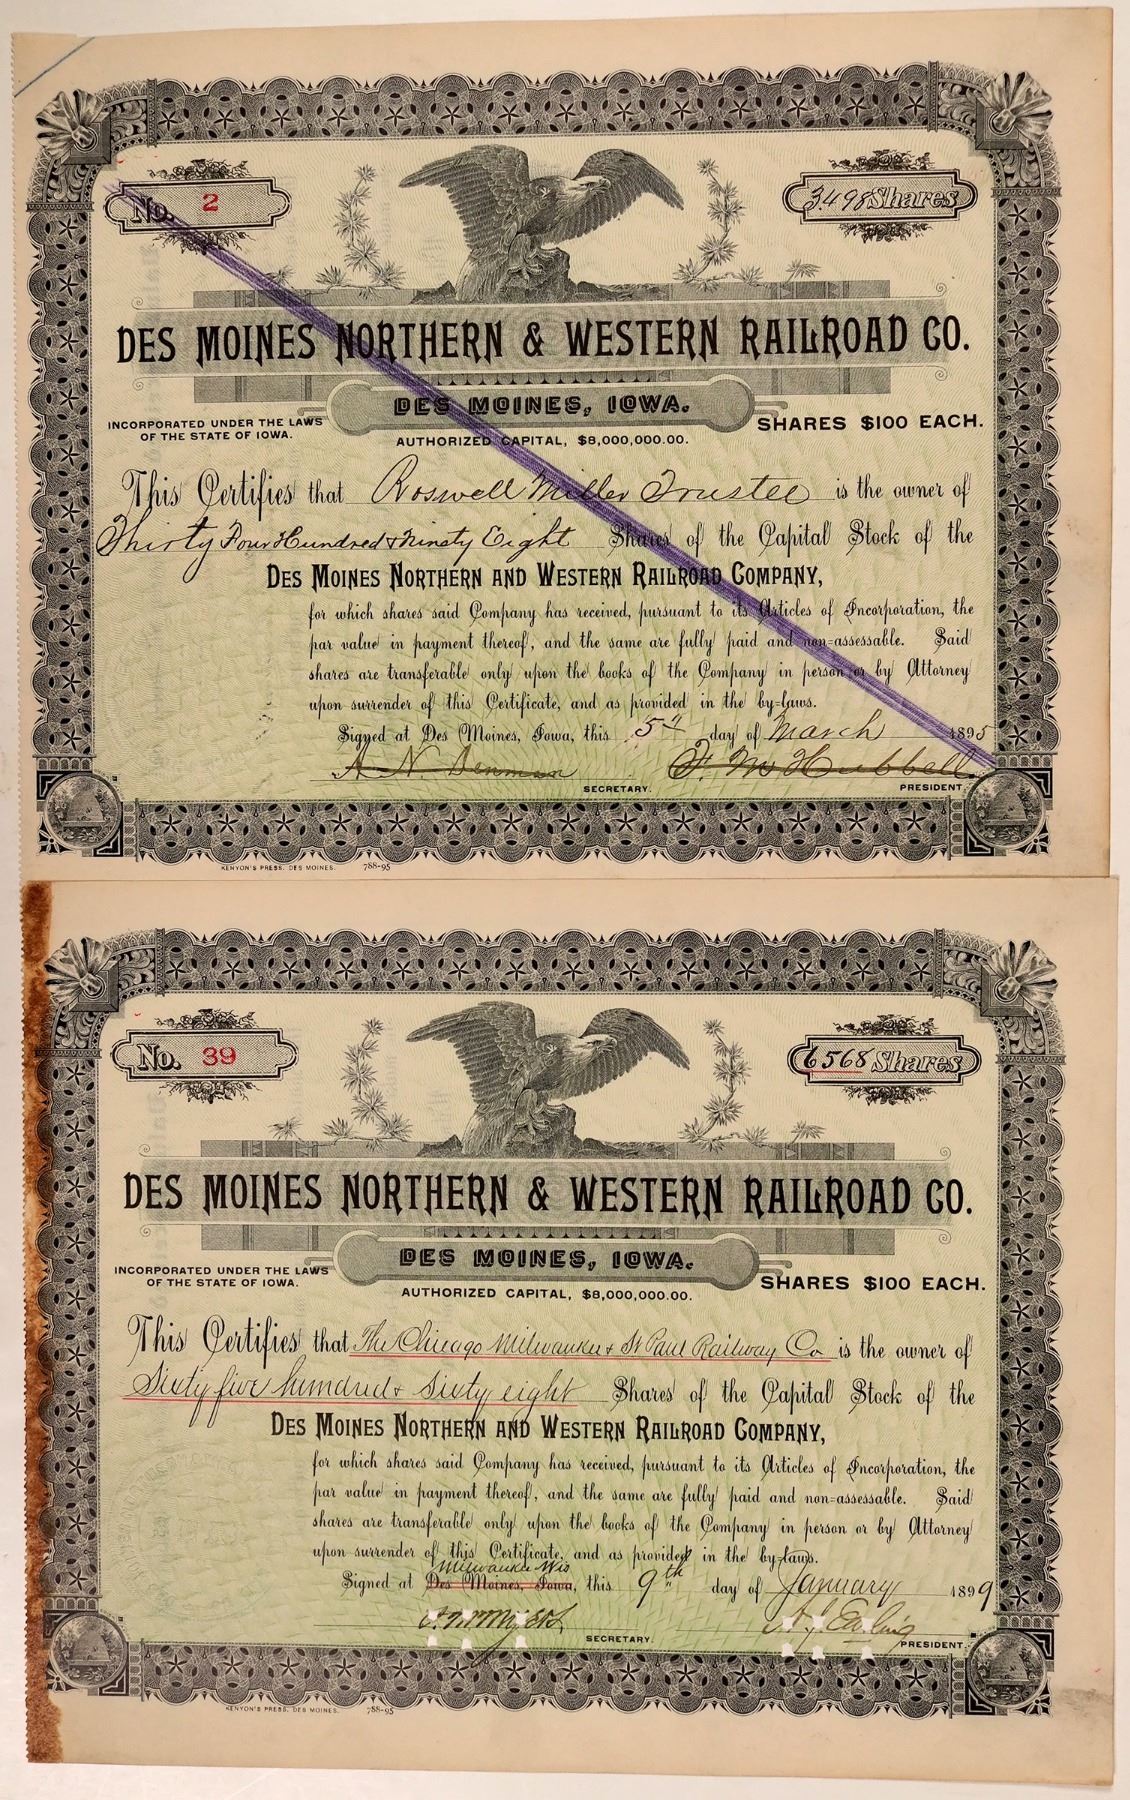 No. 2
3498 Shares
DES MOINES NORTHERN & WESTERN RAILROAD CO.
DES MOINES, IOWA.
INCORPORATED UNDER THE LAWS
OF THE STATE OF IOWA.
AUTHORIZED CAPITAL, $8,000,000.00.
SHARES $100 EACH.
This Certifies that Roswell Miller Trustee is the owner of
Thirty Four Hundred & Ninety Eight Shares of the Capital Stock of the
DES MOINES NORTHERN AND WESTERN RAILROAD COMPANY,
for which shares said Company has received, pursuant to its Articles of Incorporation, the
par value in payment thereof, and the same are fully paid and non=assessable. Said
shares are transferable only upon the books of the Company in person or by Attorney
upon surrender of this Certificate, and as provided in the by=laws.
Signed at Des Moines, Iowa, this 5th day of March 1895
A. N. Denman F. M. Hubbell
SECRETARY. PRESIDENT.
KENYON'S PRESS. DES MOINES. 788-95
No. 39
6568 Shares
DES MOINES NORTHERN & WESTERN RAILROAD CO.
DES MOINES, IOWA.
INCORPORATED UNDER THE LAWS
OF THE STATE OF IOWA.
AUTHORIZED CAPITAL, $8,000,000.00.
SHARES $100 EACH.
This Certifies that The Chicago Milwaukee & St Paul Railway Co is the owner of
Sixty five hundred & Sixty eight Shares of the Capital Stock of the
DES MOINES NORTHERN AND WESTERN RAILROAD COMPANY,
for which shares said Company has received, pursuant to its Articles of Incorporation, the
par value in payment thereof, and the same are fully paid and non=assessable. Said
shares are transferable only upon the books of the Company in person or by Attorney
upon surrender of this Certificate, and as provided in the by=laws.
Milwaukee Wis
Signed at Des Moines, Iowa, this 9th day of January 1899
A. J. Earling
SECRETARY. PRESIDENT.
KENYON'S PRESS. DES MOINES. 788-95